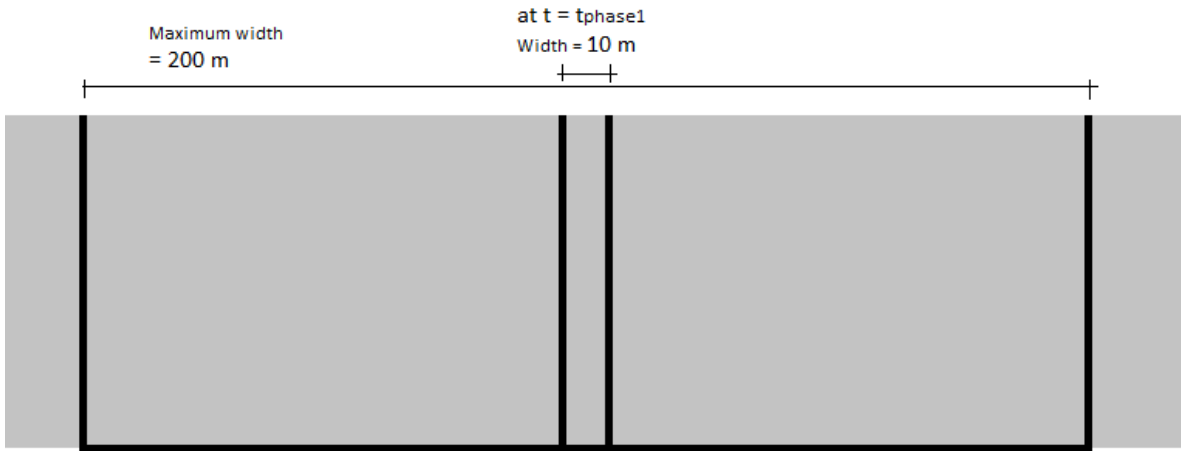 Maximum width
= 200 m
at t = tphase1
Width = 10 m